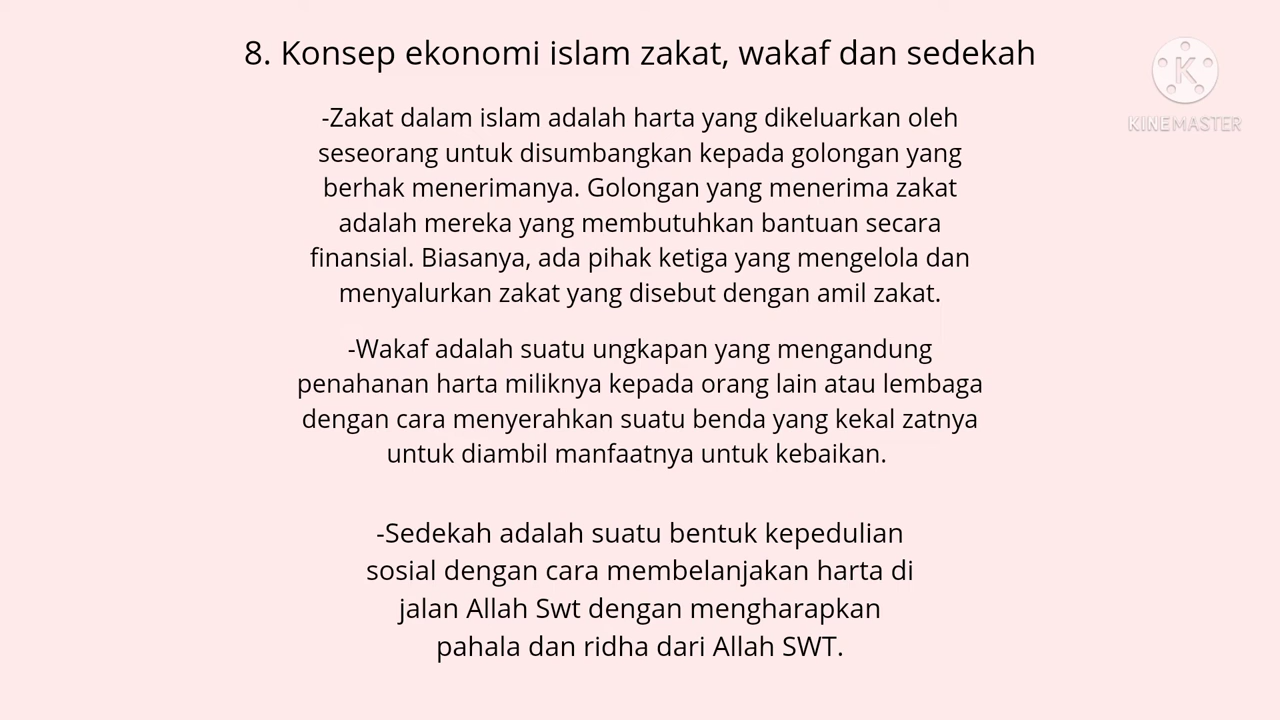 8. Konsep ekonomi islam zakat, wakaf dan sedekah
KINEMASTER
-Zakat dalam islam adalah harta yang dikeluarkan oleh
seseorang untuk disumbangkan kepada golongan yang
berhak menerimanya. Golongan yang menerima zakat
adalah mereka yang membutuhkan bantuan secara
finansial. Biasanya, ada pihak ketiga yang mengelola dan
menyalurkan zakat yang disebut dengan amil zakat.
-Wakaf adalah suatu ungkapan yang mengandung
penahanan harta miliknya kepada orang lain atau lembaga
dengan cara menyerahkan suatu benda yang kekal zatnya
untuk diambil manfaatnya untuk kebaikan.
-Sedekah adalah suatu bentuk kepedulian
sosial dengan cara membelanjakan harta di
jalan Allah Swt dengan mengharapkan
pahala dan ridha dari Allah SWT.